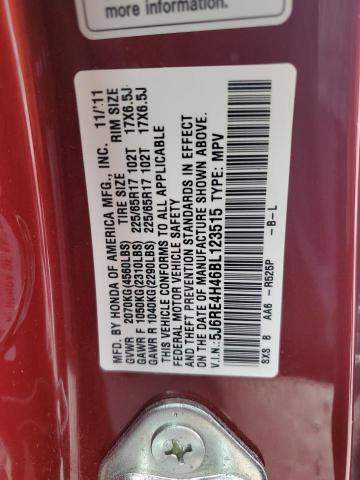 more information.
MFD. BY HONDA OF AMERICA MFG., INC. 11/'11
TIRE SIZE RIM SIZE
GVWR 2070KG(4560LBS)
GAWR F 1050KG(2310LBS) 225/65R17 102T 17X6.5J
GAWR R 1040KG(2290LBS) 225/65R17 102T 17X6.5J
THIS VEHICLE CONFORMS TO ALL APPLICABLE
FEDERAL MOTOR VEHICLE SAFETY
AND THEFT PREVENTION STANDARDS IN EFFECT
ON THE DATE OF MANUFACTURE SHOWN ABOVE.
V.I.N.: 5J6RE4H46BL123515 TYPE: MPV
SX8 B AA6 -R525P -B-L